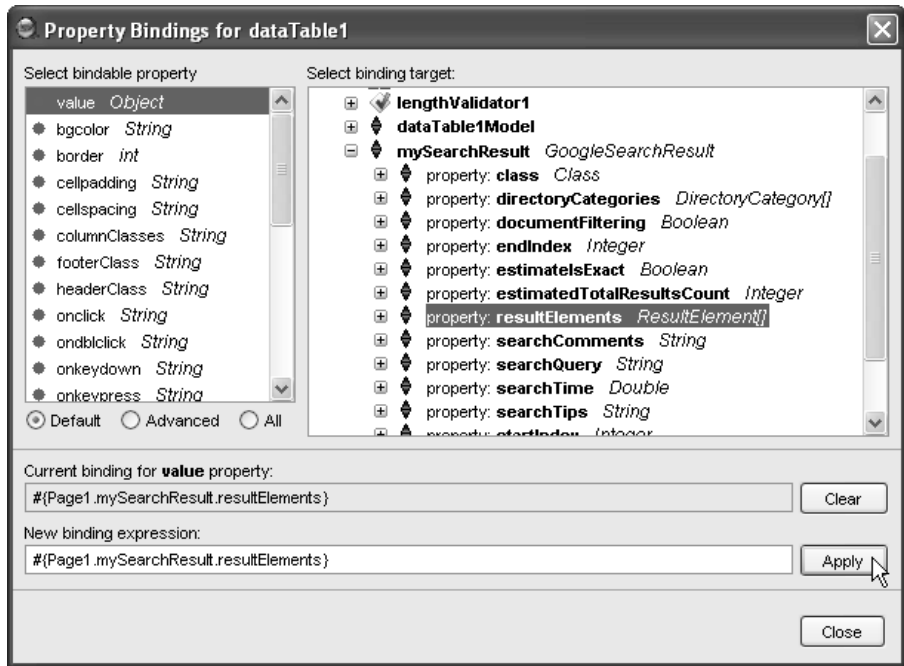 Property Bindings for dataTable1
Select bindable property
value Object
bgcolor String
border int
cellpadding String
cellspacing String
columnClasses String
footerClass String
headerClass String
onclick String
ondblclick String
onkeydown String
onkeypress String
Default Advanced All
Select binding target:
lengthValidator1
dataTable1Model
mySearchResult GoogleSearchResult
property: class Class
property: directoryCategories DirectoryCategory[]
property: documentFiltering Boolean
property: endIndex Integer
property: estimateIsExact Boolean
property: estimatedTotalResultsCount Integer
property: resultElements ResultElement[]
property: searchComments String
property: searchQuery String
property: searchTime Double
property: searchTips String
property: startIndex Integer
Current binding for value property:
#{Page1.mySearchResult.resultElements}
Clear
New binding expression:
#{Page1.mySearchResult.resultElements}
Apply
Close